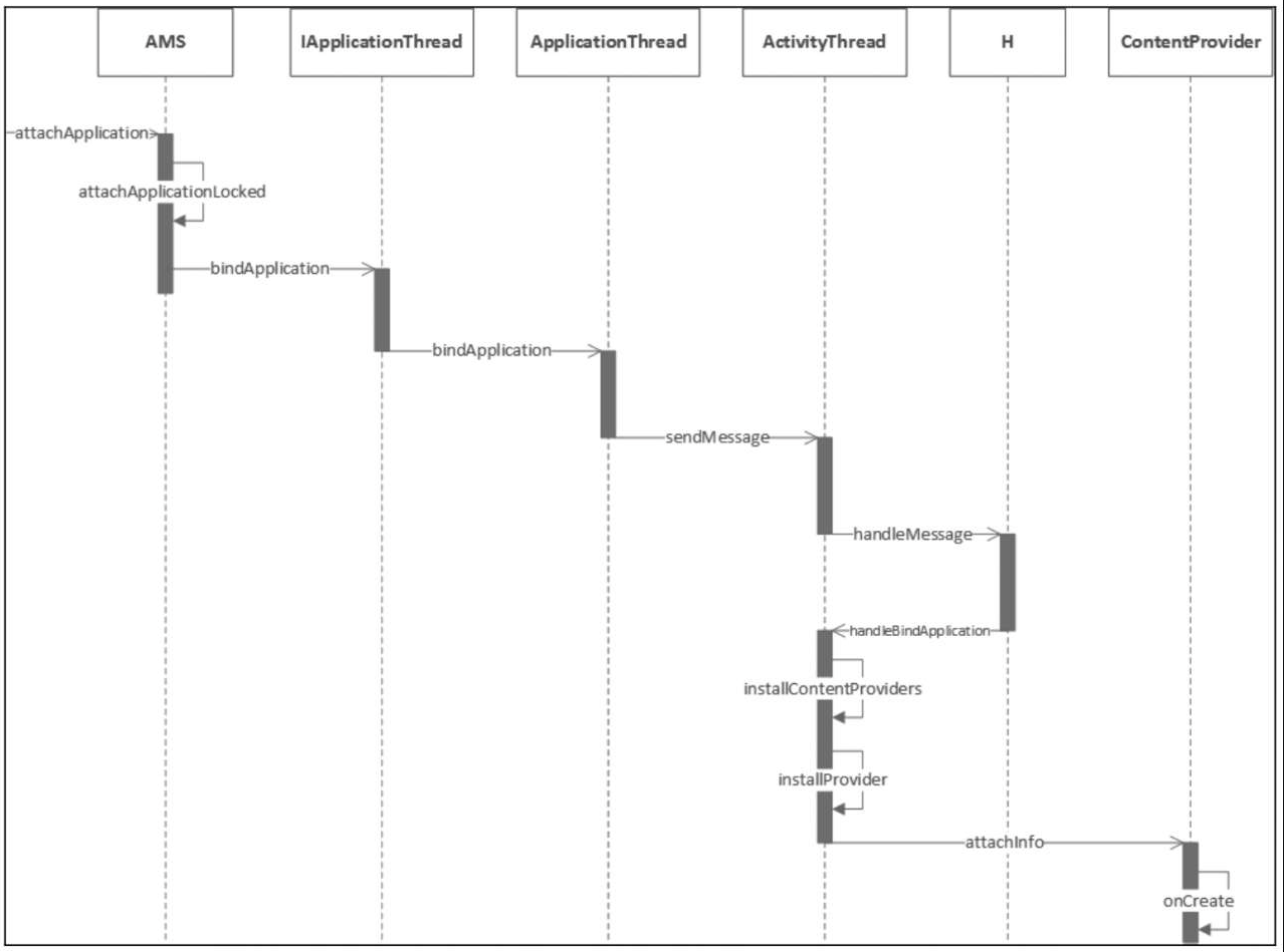 AMS
IApplicationThread
ApplicationThread
ActivityThread
H
ContentProvider
attachApplication
attachApplicationLocked
bindApplication
bindApplication
sendMessage
handleMessage
handleBindApplication
installContentProviders
installProvider
attachInfo
onCreate